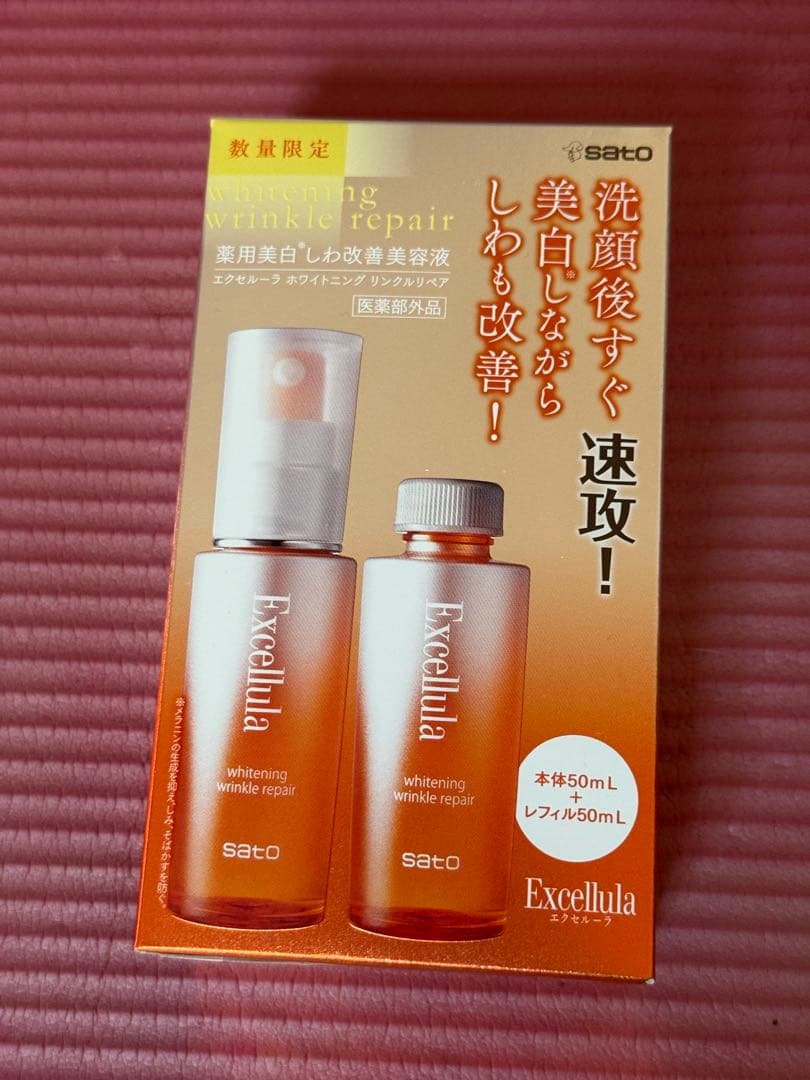 数量限定
sato
whitening
wrinkle repair
薬用美白※しわ改善美容液
エクセルーラ ホワイトニング リンクルリペア
医薬部外品
洗顔後すぐ
美白※しながら
しわも改善!
速攻!
Excellula
whitening
wrinkle repair
sato
Excellula
whitening
wrinkle repair
sato
※メラニンの生成を抑え、しみ、そばかすを防ぐ。
本体50mL
+
レフィル50mL
Excellula
エクセルーラ